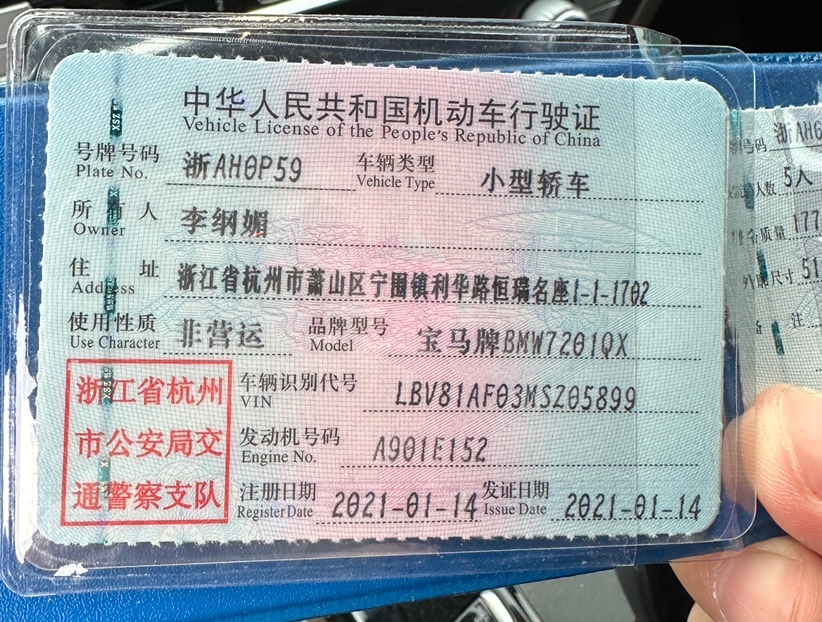 中华人民共和国机动车行驶证
Vehicle License of the People's Republic of China
号牌号码 浙AH0P59 车辆类型 小型轿车
Plate No. Vehicle Type
所有人 李纲媚
Owner
住址 浙江省杭州市萧山区宁围镇利华路恒瑞名座1-1-1702
Address
使用性质 非营运 品牌型号 宝马牌BMW7201QX
Use Character Model
浙江省杭州
市公安局交
通警察支队
车辆识别代号 LBV81AF03MSZ05899
VIN
发动机号码 A901E152
Engine No.
注册日期 2021-01-14 发证日期 2021-01-14
Register Date Issue Date
号码 浙AH0
人数 5人
质量 177
尺寸 51
注